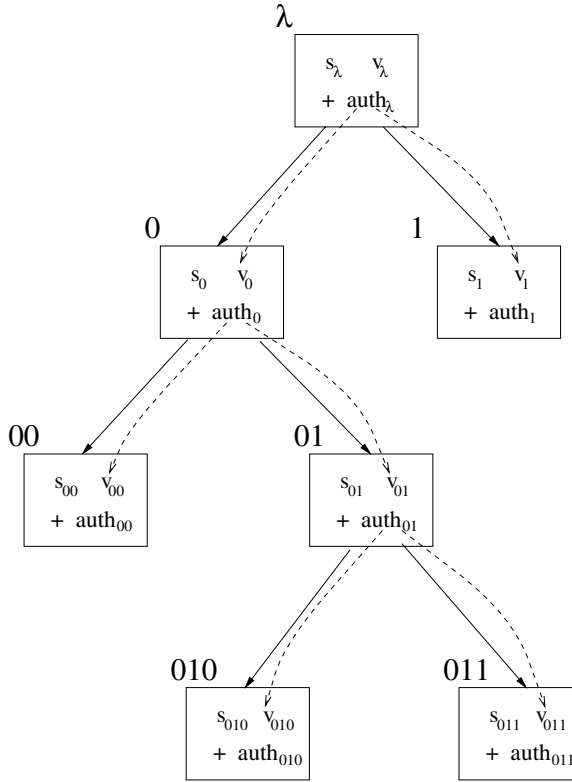 λ
s_λ v_λ
+ auth_λ
0 1
s_0 v_0 s_1 v_1
+ auth_0 + auth_1
00 01
s_00 v_00 s_01 v_01
+ auth_00 + auth_01
010 011
s_010 v_010 s_011 v_011
+ auth_010 + auth_011